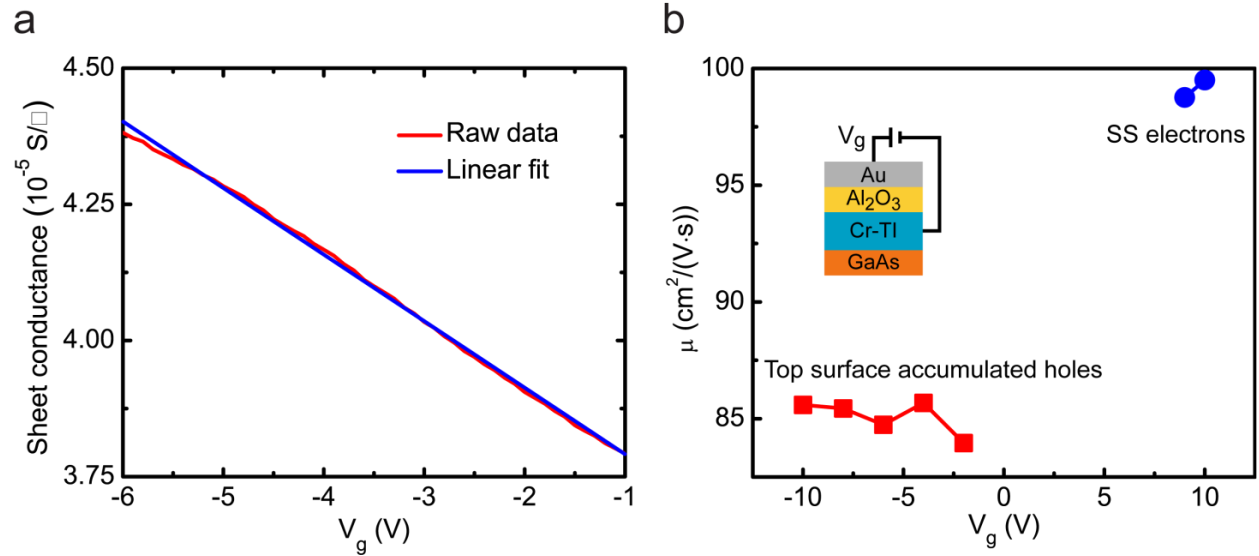 a
Sheet conductance (10⁻⁵ S/□)
4.50
4.25
4.00
3.75
Raw data
Linear fit
-6
-5
-4
-3
-2
-1
V_g (V)
b
μ (cm²/(V·s))
100
95
90
85
SS electrons
V_g
Au
Al₂O₃
Cr-TI
GaAs
Top surface accumulated holes
-10
-5
0
5
10
V_g (V)